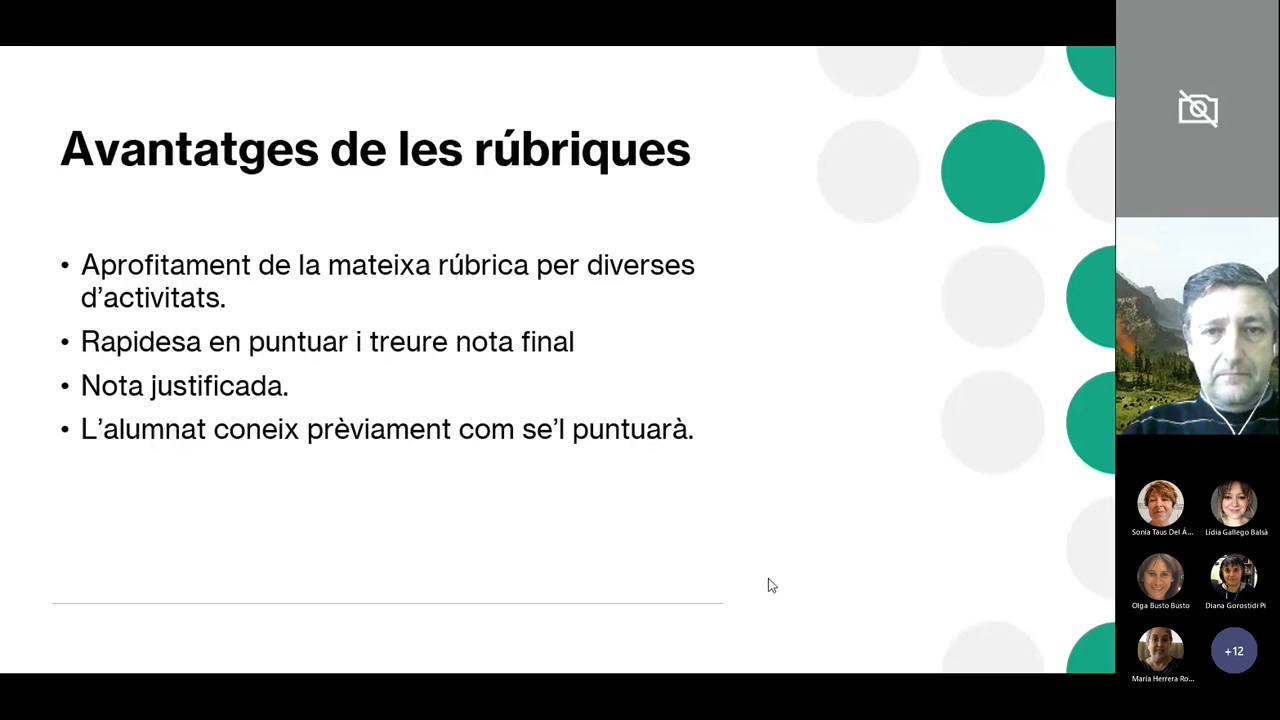 Avantatges de les rúbriques
• Aprofitament de la mateixa rúbrica per diverses
d’activitats.
• Rapidesa en puntuar i treure nota final
• Nota justificada.
• L’alumnat coneix prèviament com se’l puntuarà.
Sonia Taus Del Á...
Lídia Gallego Balsà
Olga Busto Busto
Diana Gorostidi Pi
María Herrera Ro...
+12